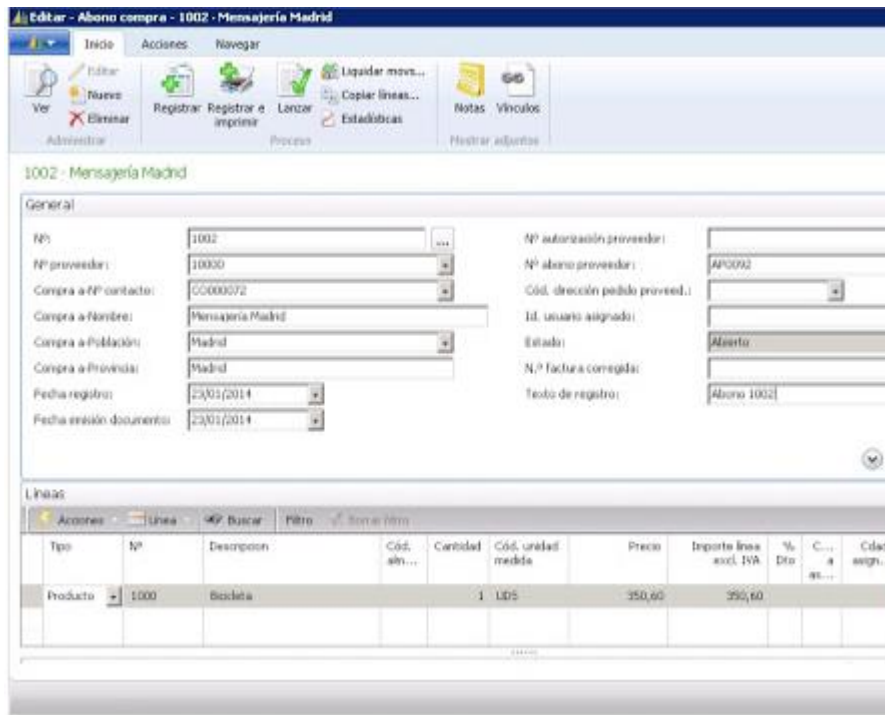 Editar - Abono compra - 1002 · Mensajería Madrid
Inicio Acciones Navegar
Ver
Editar
Nuevo
Eliminar
Administrar
Registrar
Registrar e imprimir
Lanzar
Liquidar movs...
Copiar líneas...
Estadísticas
Proceso
Notas
Vínculos
Mostrar adjuntos
1002 · Mensajería Madrid
General
Nº: 1002 ...
Nº proveedor: 10000
Compra a-Nº contacto: CO000072
Compra a-Nombre: Mensajería Madrid
Compra a-Población: Madrid
Compra a-Provincia: Madrid
Fecha registro: 23/01/2014
Fecha emisión documento: 23/01/2014
Nº autorización proveedor:
Nº abono proveedor: AP0092
Cód. dirección pedido proveed.:
Id. usuario asignado:
Estado: Abierto
N.º factura corregida:
Texto de registro: Abono 1002
Líneas
Acciones Línea Buscar Filtro Borrar filtro
Tipo Nº Descripcion Cód. alm... Cantidad Cód. unidad medida Precio Importe línea excl. IVA % Dto C... a as... Cdad asign...
Producto 1000 Bicicleta 1 UDS 350,60 350,60